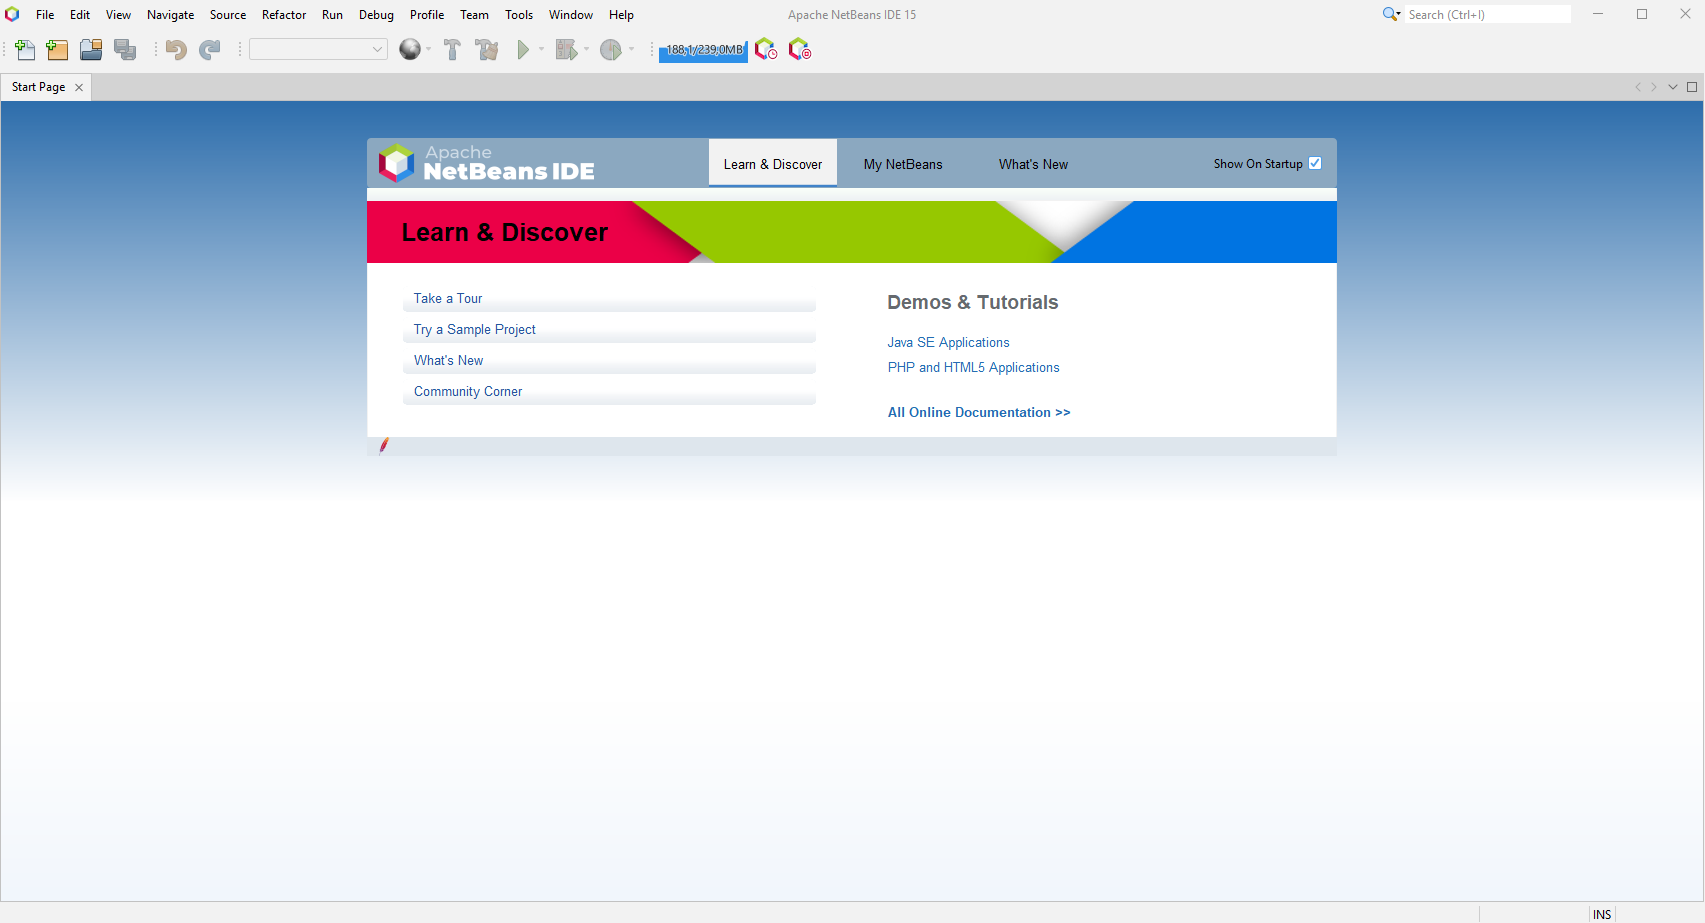 File Edit View Navigate Source Refactor Run Debug Profile Team Tools Window Help Apache NetBeans IDE 15 Search (Ctrl+I)
188,1/239,0MB
Start Page
Apache
NetBeans IDE
Learn & Discover My NetBeans What's New Show On Startup
Learn & Discover
Take a Tour
Try a Sample Project
What's New
Community Corner
Demos & Tutorials
Java SE Applications
PHP and HTML5 Applications
All Online Documentation >>
INS